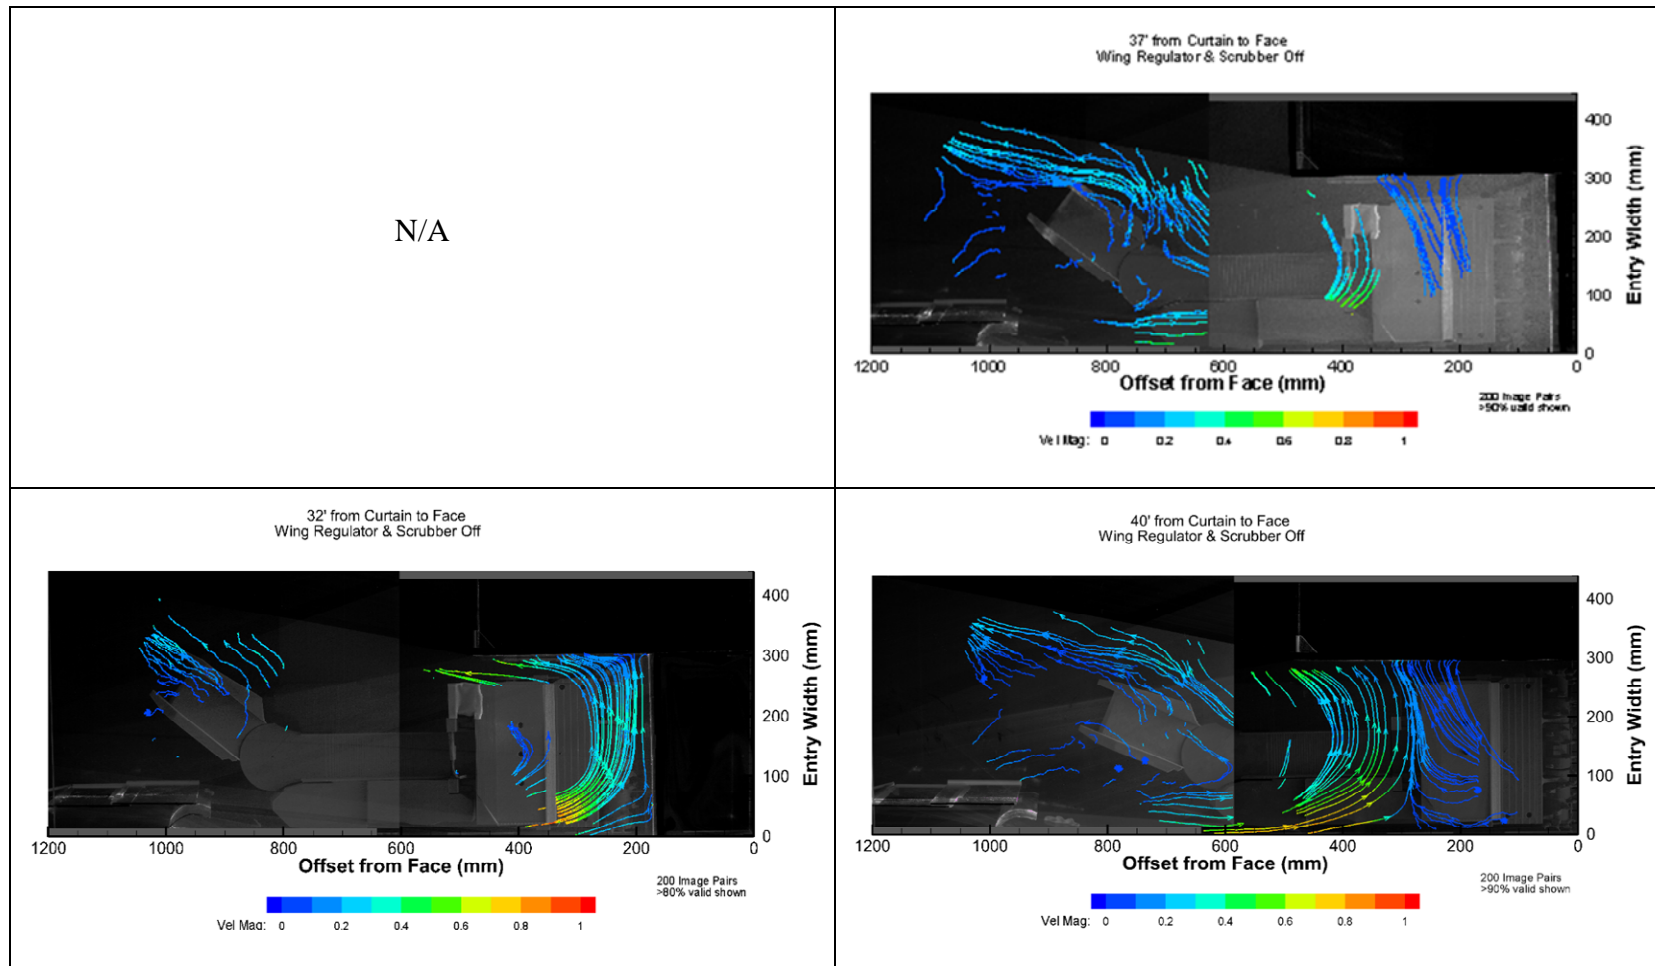 N/A
37' from Curtain to Face
Wing Regulator & Scrubber Off
400
300
200
100
0
Entry Width (mm)
1200 1000 800 600 400 200 0
Offset from Face (mm)
200 Image Pairs
>90% valid shown
Vel Mag: 0 0.2 0.4 0.6 0.8 1
32' from Curtain to Face
Wing Regulator & Scrubber Off
400
300
200
100
0
Entry Width (mm)
1200 1000 800 600 400 200 0
Offset from Face (mm)
200 Image Pairs
>80% valid shown
Vel Mag: 0 0.2 0.4 0.6 0.8 1
40' from Curtain to Face
Wing Regulator & Scrubber Off
400
300
200
100
0
Entry Width (mm)
1200 1000 800 600 400 200 0
Offset from Face (mm)
200 Image Pairs
>90% valid shown
Vel Mag: 0 0.2 0.4 0.6 0.8 1